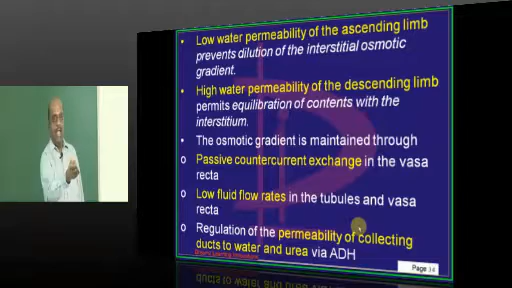 • Low water permeability of the ascending limb
prevents dilution of the interstitial osmotic
gradient.
• High water permeability of the descending limb
permits equilibration of contents with the
interstitium.
• The osmotic gradient is maintained through
o Passive countercurrent exchange in the vasa
recta
o Low fluid flow rates in the tubules and vasa
recta
o Regulation of the permeability of collecting
ducts to water and urea via ADH
Page 14